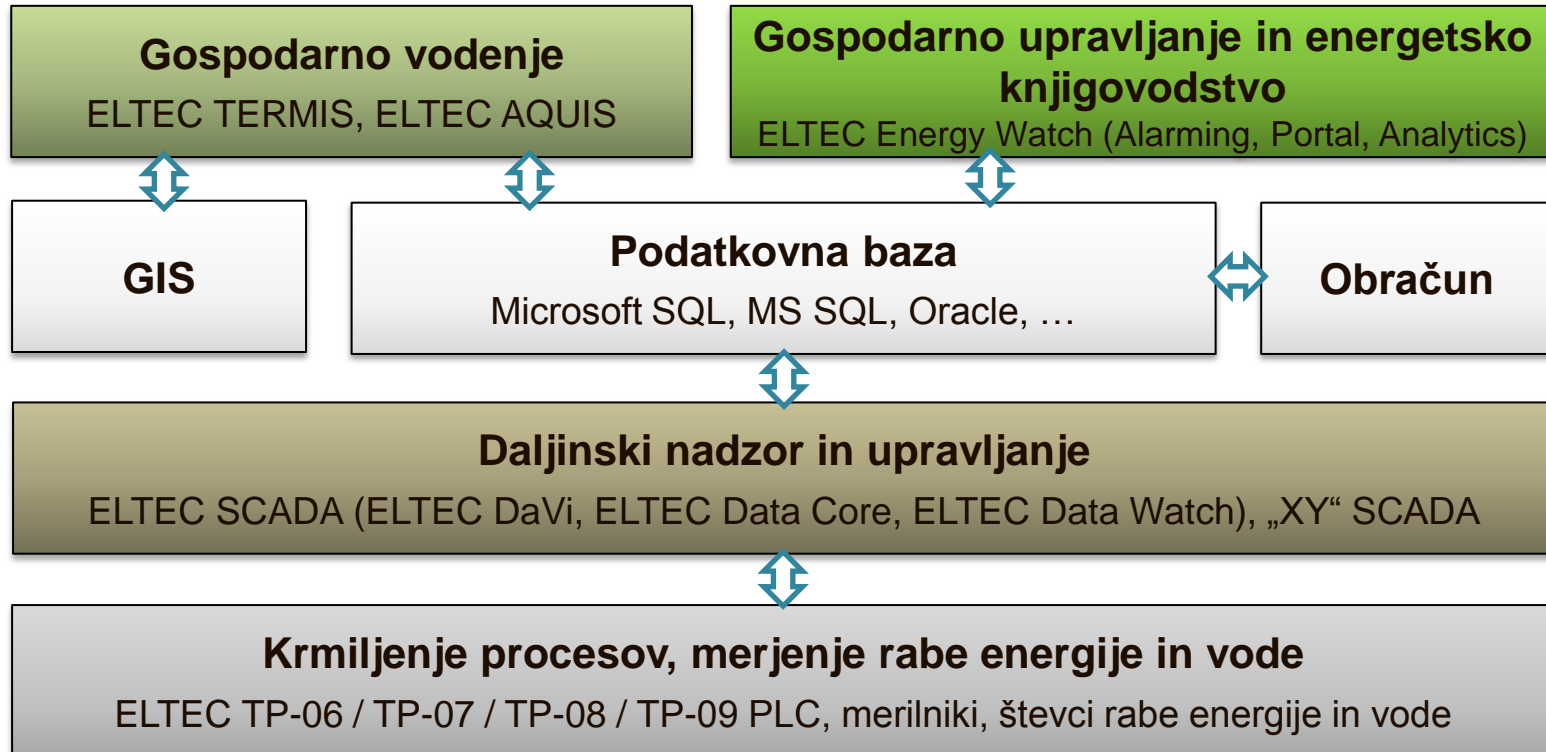 Gospodarno vodenje
ELTEC TERMIS, ELTEC AQUIS
Gospodarno upravljanje in energetsko
knjigovodstvo
ELTEC Energy Watch (Alarming, Portal, Analytics)
GIS
Podatkovna baza
Microsoft SQL, MS SQL, Oracle, …
Obračun
Daljinski nadzor in upravljanje
ELTEC SCADA (ELTEC DaVi, ELTEC Data Core, ELTEC Data Watch), „XY“ SCADA
Krmiljenje procesov, merjenje rabe energije in vode
ELTEC TP-06 / TP-07 / TP-08 / TP-09 PLC, merilniki, števci rabe energije in vode